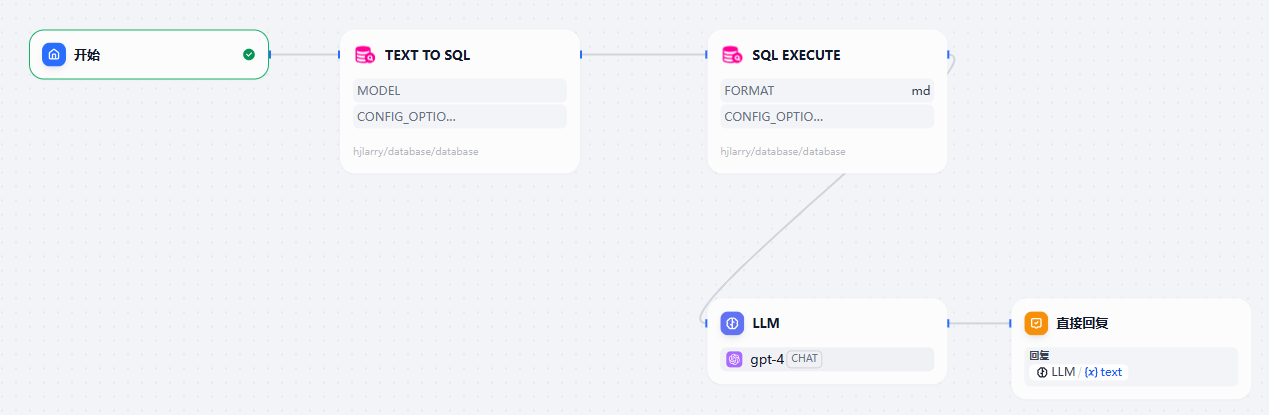 开始
TEXT TO SQL
MODEL
CONFIG_OPTIO...
hjlarry/database/database
SQL EXECUTE
FORMAT md
CONFIG_OPTIO...
hjlarry/database/database
LLM
gpt-4 CHAT
直接回复
回复
LLM / {x} text